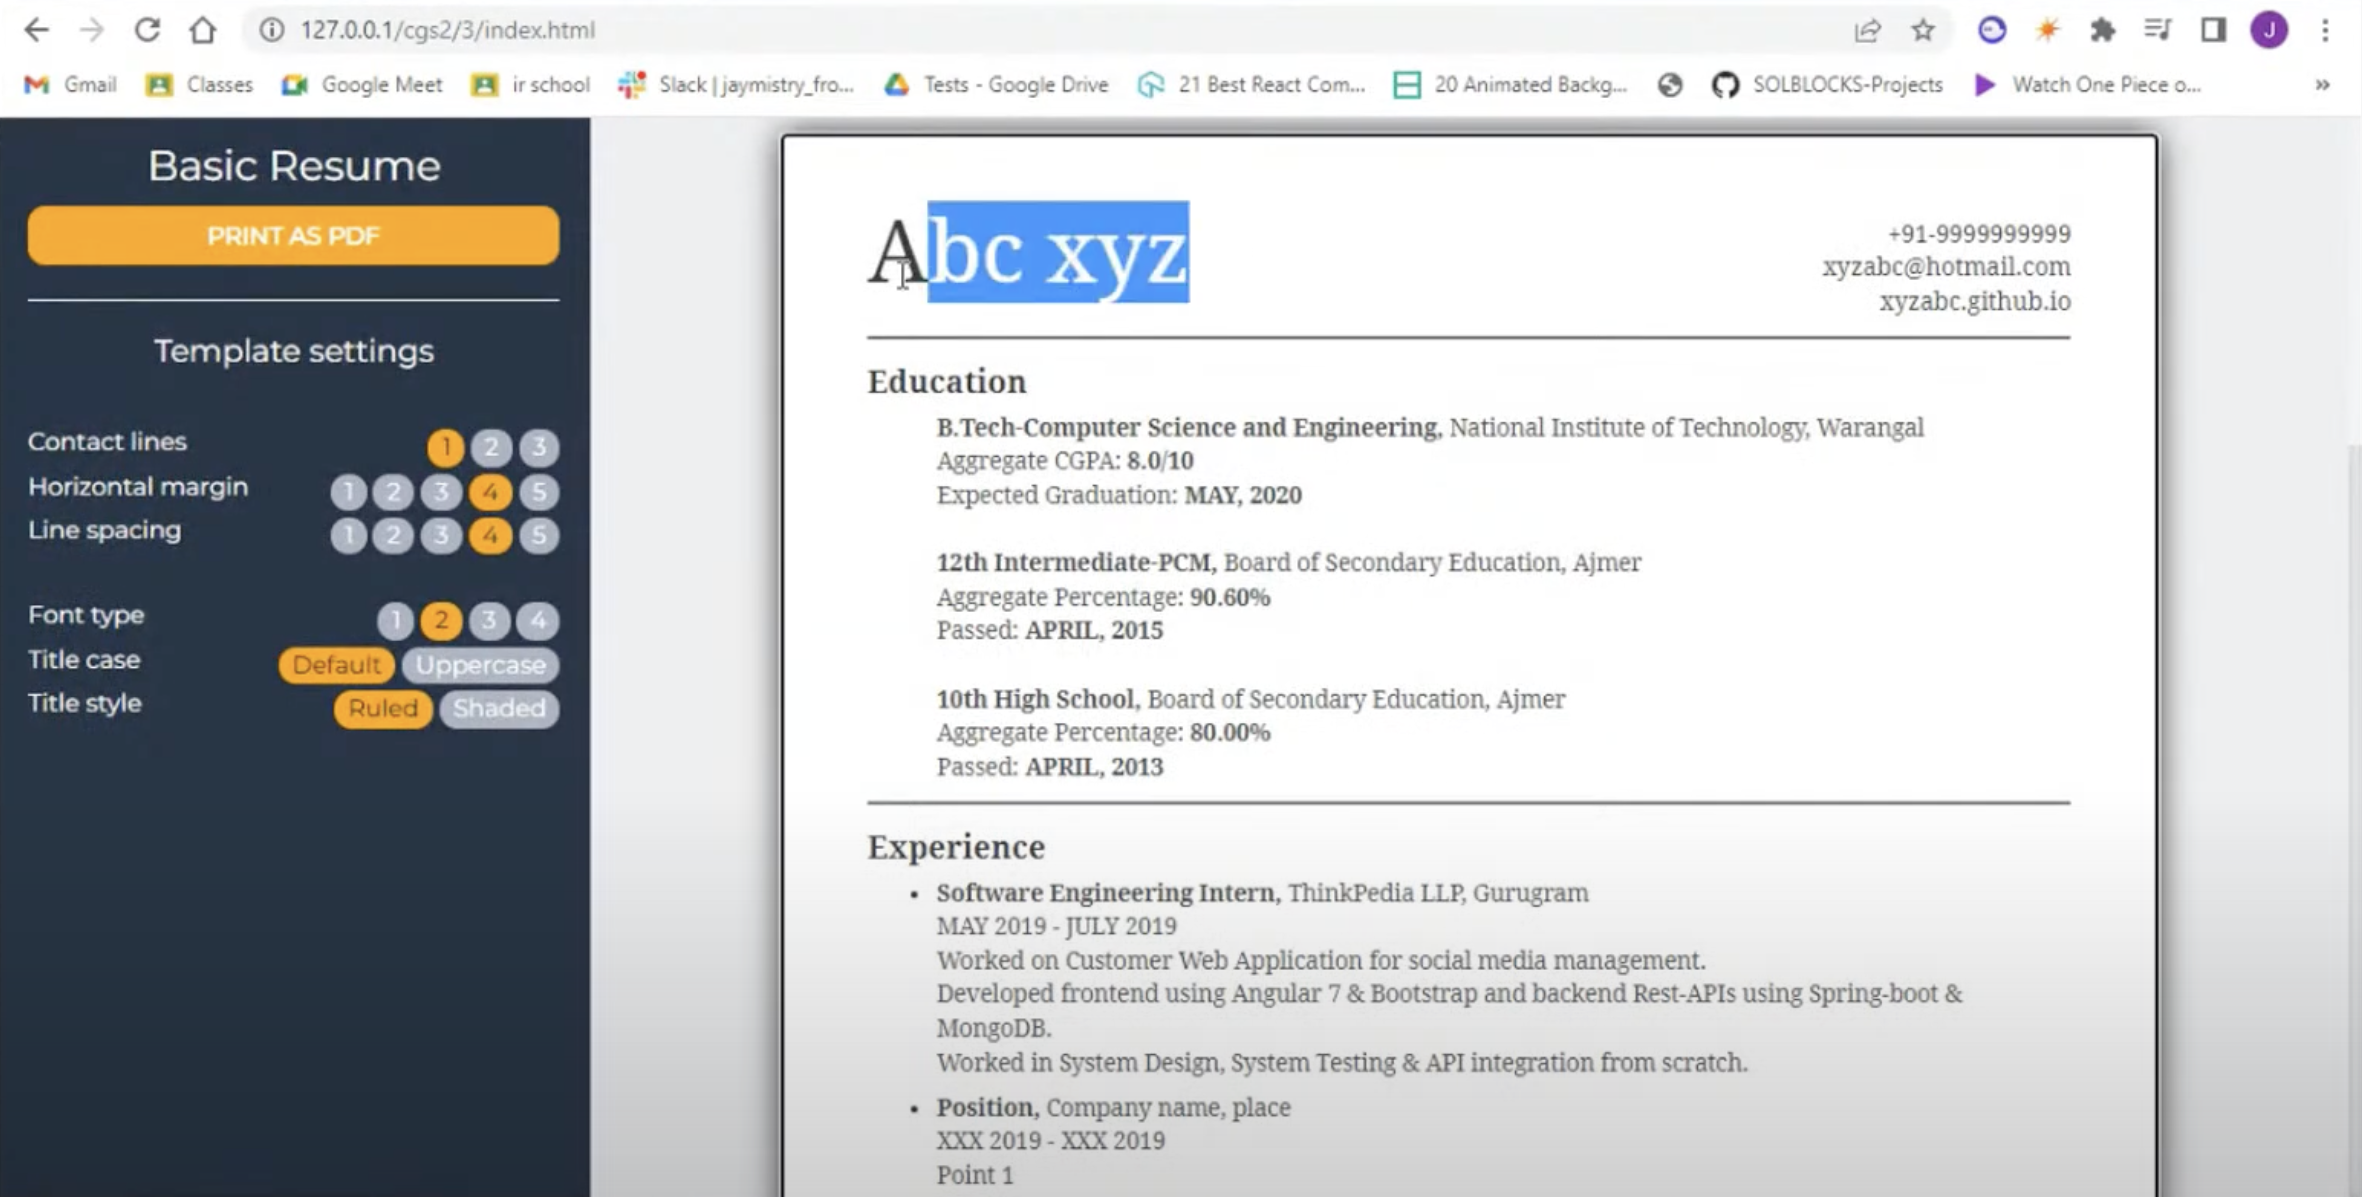 127.0.0.1/cgs2/3/index.html
J
Gmail
Classes
Google Meet
ir school
Slack | jaymistry_fro...
Tests - Google Drive
21 Best React Com...
20 Animated Backg...
SOLBLOCKS-Projects
Watch One Piece o...
»
Basic Resume
PRINT AS PDF
Template settings
Contact lines 1 2 3
Horizontal margin 1 2 3 4 5
Line spacing 1 2 3 4 5
Font type 1 2 3 4
Title case Default Uppercase
Title style Ruled Shaded
Abc xyz
+91-9999999999
xyzabc@hotmail.com
xyzabc.github.io
Education
B.Tech-Computer Science and Engineering, National Institute of Technology, Warangal
Aggregate CGPA: 8.0/10
Expected Graduation: MAY, 2020
12th Intermediate-PCM, Board of Secondary Education, Ajmer
Aggregate Percentage: 90.60%
Passed: APRIL, 2015
10th High School, Board of Secondary Education, Ajmer
Aggregate Percentage: 80.00%
Passed: APRIL, 2013
Experience
• Software Engineering Intern, ThinkPedia LLP, Gurugram
MAY 2019 - JULY 2019
Worked on Customer Web Application for social media management.
Developed frontend using Angular 7 & Bootstrap and backend Rest-APIs using Spring-boot &
MongoDB.
Worked in System Design, System Testing & API integration from scratch.
• Position, Company name, place
XXX 2019 - XXX 2019
Point 1